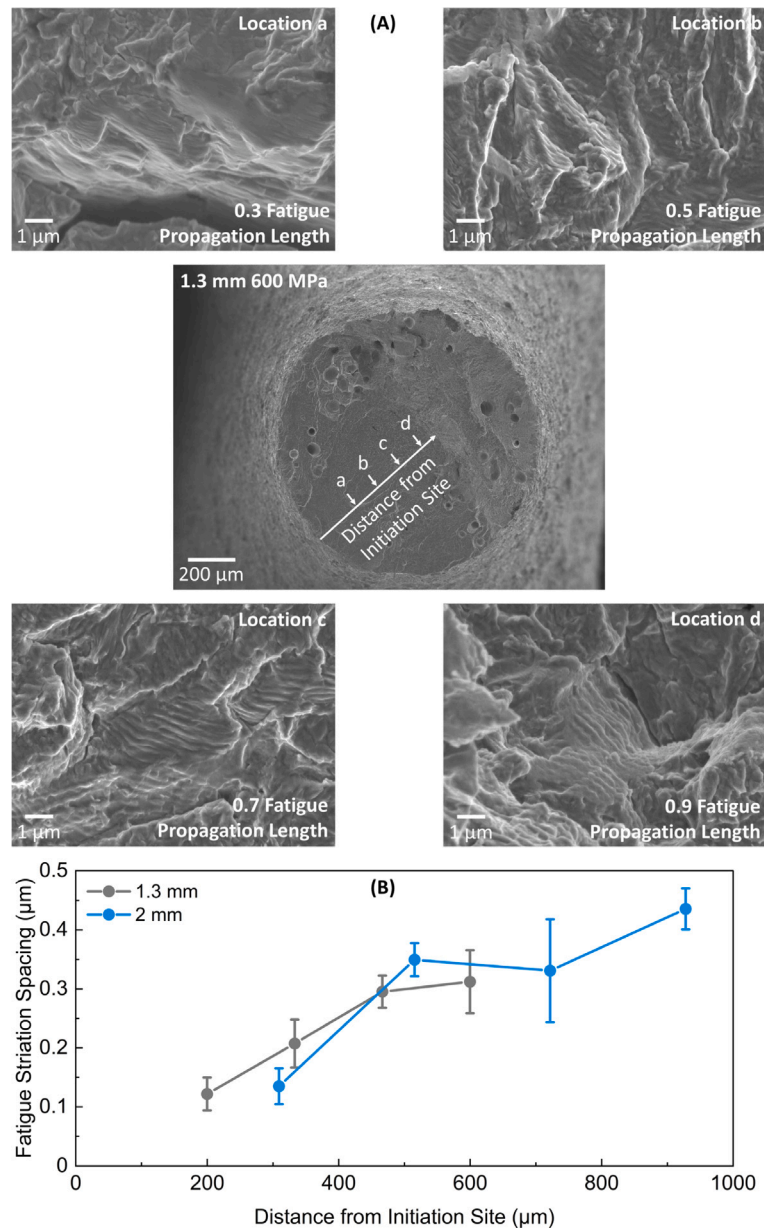 Location a
0.3 Fatigue
Propagation Length
1 µm
(A)
Location b
0.5 Fatigue
Propagation Length
1 µm
1.3 mm 600 MPa
a
b
c
d
Distance from
Initiation Site
200 µm
Location c
0.7 Fatigue
Propagation Length
1 µm
Location d
0.9 Fatigue
Propagation Length
1 µm
(B)
1.3 mm
2 mm
Fatigue Striation Spacing (µm)
0.5
0.4
0.3
0.2
0.1
0
0
200
400
600
800
1000
Distance from Initiation Site (µm)